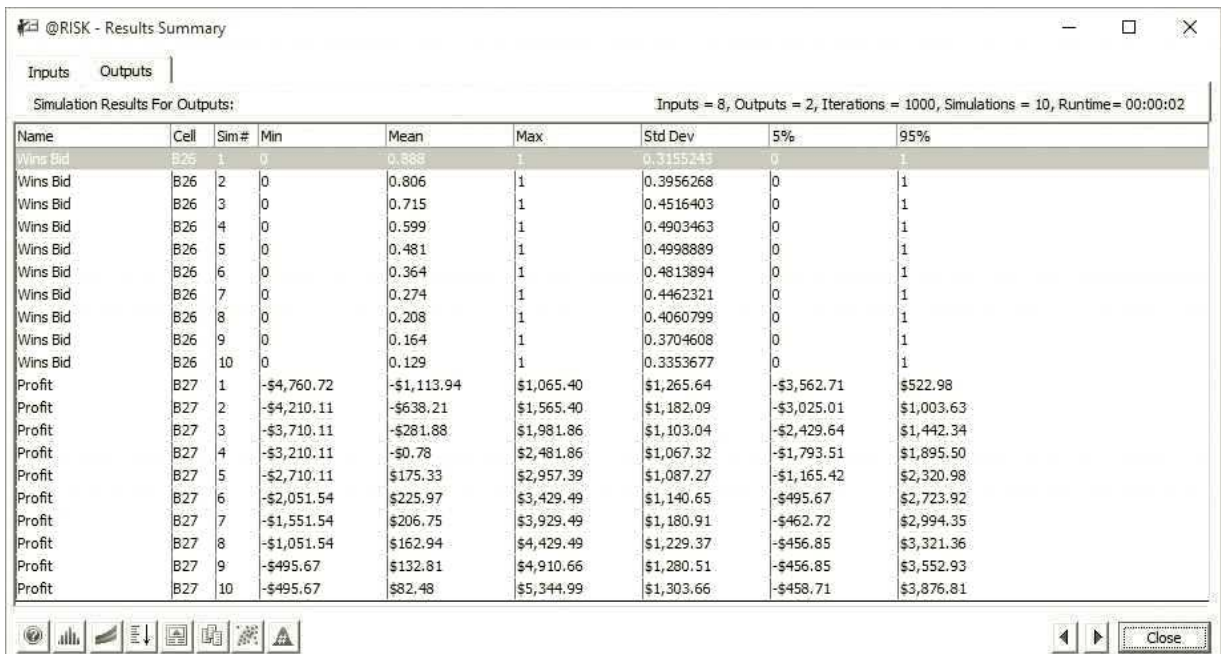 @RISK - Results Summary
Inputs Outputs
Simulation Results For Outputs: Inputs = 8, Outputs = 2, Iterations = 1000, Simulations = 10, Runtime= 00:00:02
Name Cell Sim# Min Mean Max Std Dev 5% 95%
Wins Bid B26 1 0 0.888 1 0.3155243 0 1
Wins Bid B26 2 0 0.806 1 0.3956268 0 1
Wins Bid B26 3 0 0.715 1 0.4516403 0 1
Wins Bid B26 4 0 0.599 1 0.4903463 0 1
Wins Bid B26 5 0 0.481 1 0.4998889 0 1
Wins Bid B26 6 0 0.364 1 0.4813894 0 1
Wins Bid B26 7 0 0.274 1 0.4462321 0 1
Wins Bid B26 8 0 0.208 1 0.4060799 0 1
Wins Bid B26 9 0 0.164 1 0.3704608 0 1
Wins Bid B26 10 0 0.129 1 0.3353677 0 1
Profit B27 1 -$4,760.72 -$1,113.94 $1,065.40 $1,265.64 -$3,562.71 $522.98
Profit B27 2 -$4,210.11 -$638.21 $1,565.40 $1,182.09 -$3,025.01 $1,003.63
Profit B27 3 -$3,710.11 -$281.88 $1,981.86 $1,103.04 -$2,429.64 $1,442.34
Profit B27 4 -$3,210.11 -$0.78 $2,481.86 $1,067.32 -$1,793.51 $1,895.50
Profit B27 5 -$2,710.11 $175.33 $2,957.39 $1,087.27 -$1,165.42 $2,320.98
Profit B27 6 -$2,051.54 $225.97 $3,429.49 $1,140.65 -$495.67 $2,723.92
Profit B27 7 -$1,551.54 $206.75 $3,929.49 $1,180.91 -$462.72 $2,994.35
Profit B27 8 -$1,051.54 $162.94 $4,429.49 $1,229.37 -$456.85 $3,321.36
Profit B27 9 -$495.67 $132.81 $4,910.66 $1,280.51 -$456.85 $3,552.93
Profit B27 10 -$495.67 $82.48 $5,344.99 $1,303.66 -$458.71 $3,876.81
Close